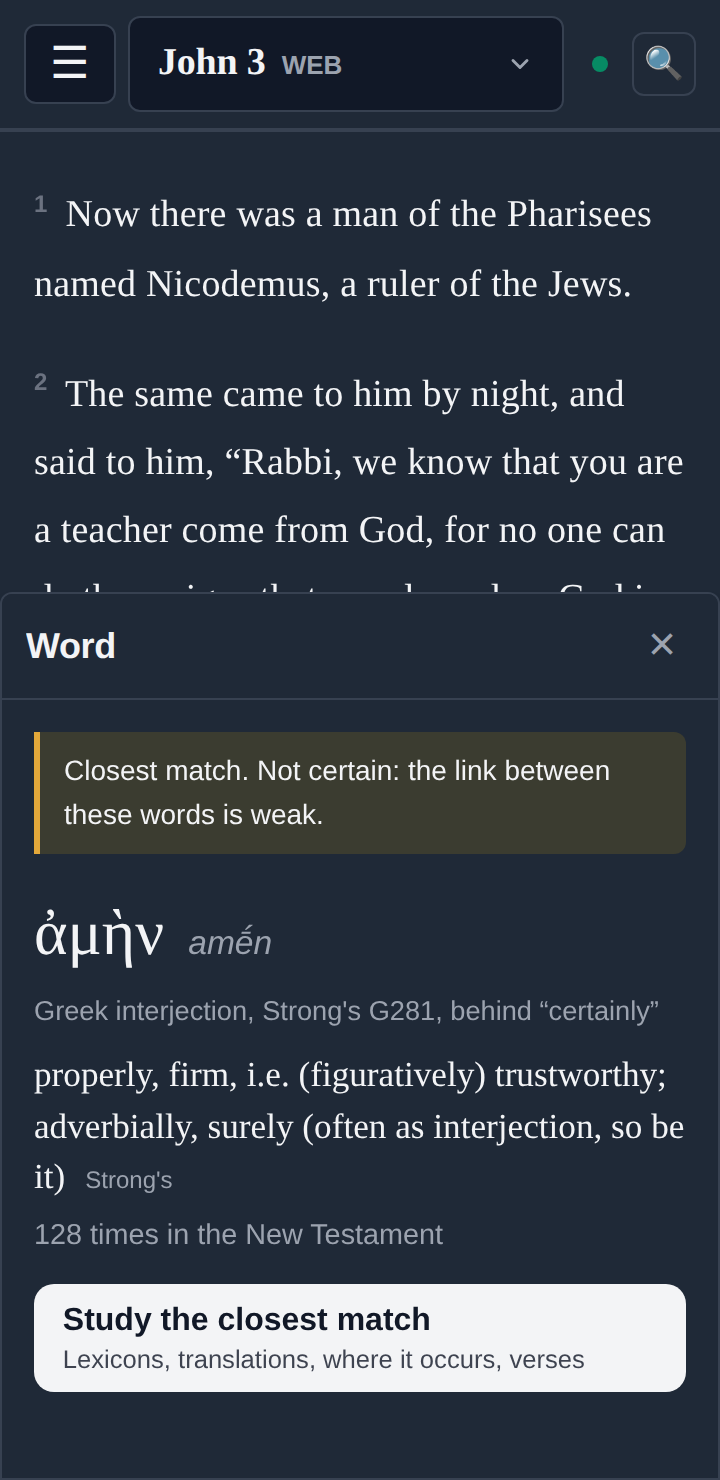 ☰ John 3 WEB
1 Now there was a man of the Pharisees
named Nicodemus, a ruler of the Jews.
2 The same came to him by night, and
said to him, “Rabbi, we know that you are
a teacher come from God, for no one can
Word ✕
Closest match. Not certain: the link between
these words is weak.
ἀμὴν amḗn
Greek interjection, Strong's G281, behind “certainly”
properly, firm, i.e. (figuratively) trustworthy;
adverbially, surely (often as interjection, so be
it) Strong's
128 times in the New Testament
Study the closest match
Lexicons, translations, where it occurs, verses